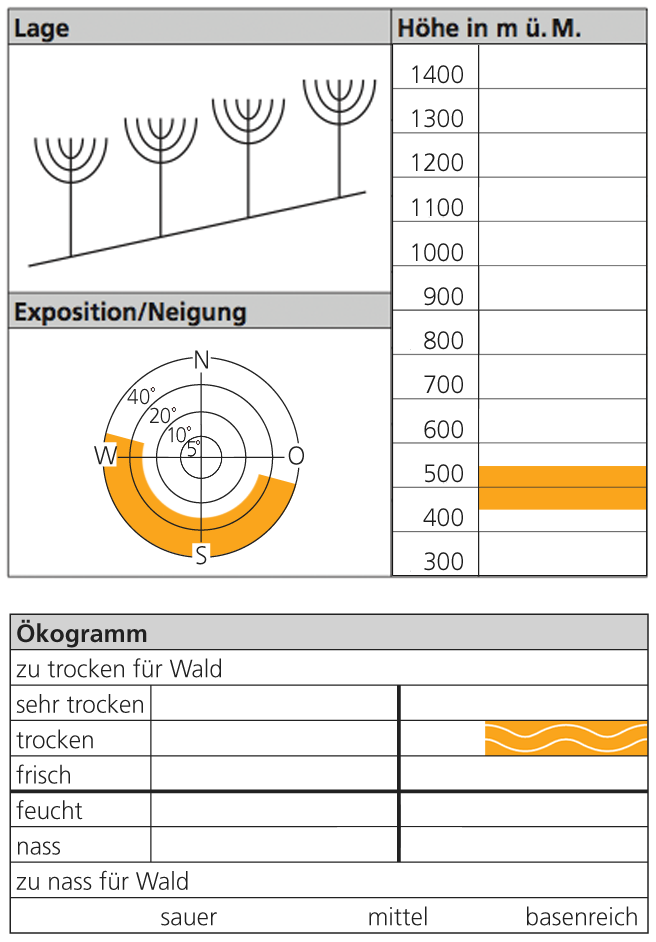 Lage
Höhe in m ü. M.
1400
1300
1200
1100
1000
900
800
700
600
500
400
300
Exposition/Neigung
N
40°
20°
10°
5°
W
O
S
Ökogramm
zu trocken für Wald
sehr trocken
trocken
frisch
feucht
nass
zu nass für Wald
sauer mittel basenreich